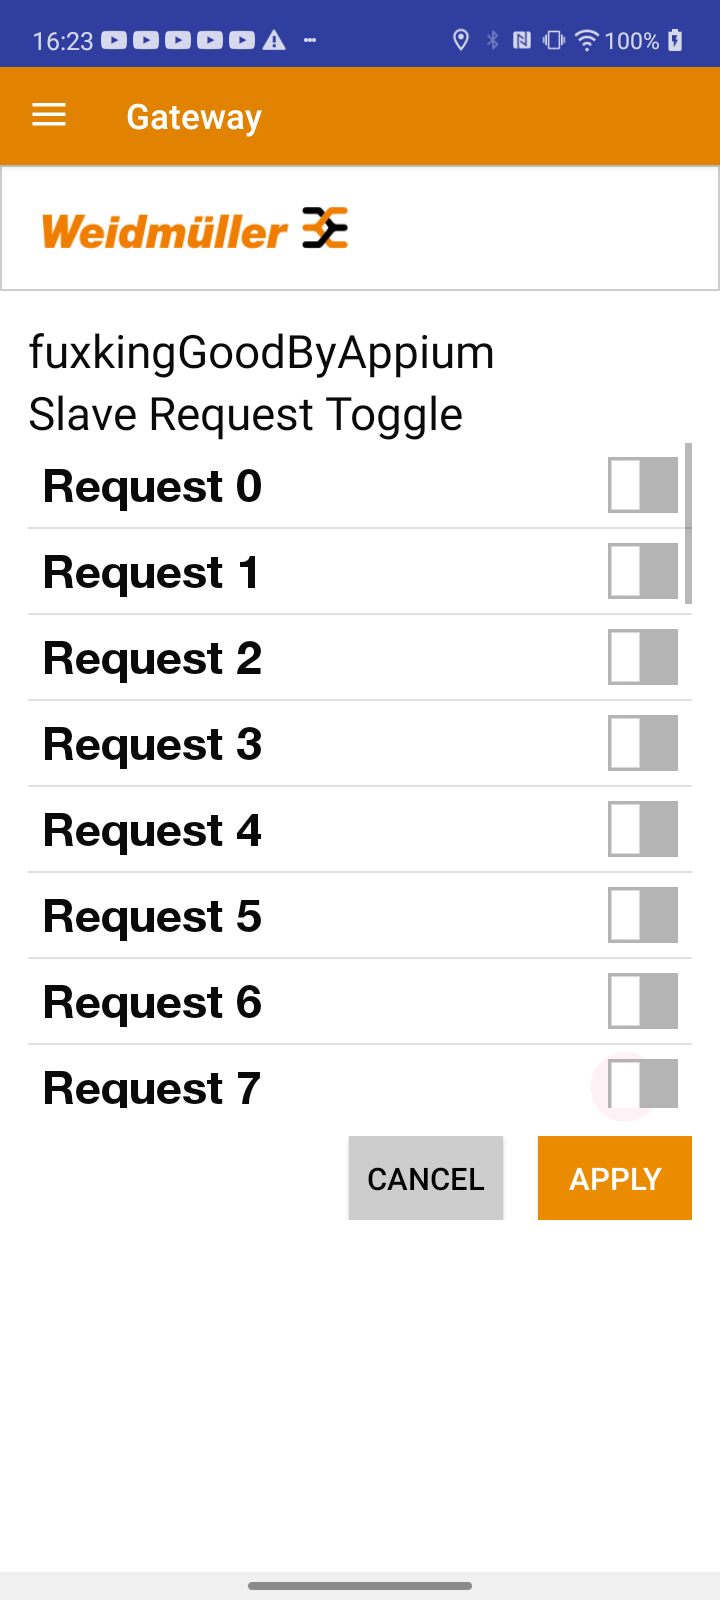 16:23 100%
Gateway
Weidmüller
fuxkingGoodByAppium
Slave Request Toggle
Request 0
Request 1
Request 2
Request 3
Request 4
Request 5
Request 6
Request 7
CANCEL APPLY